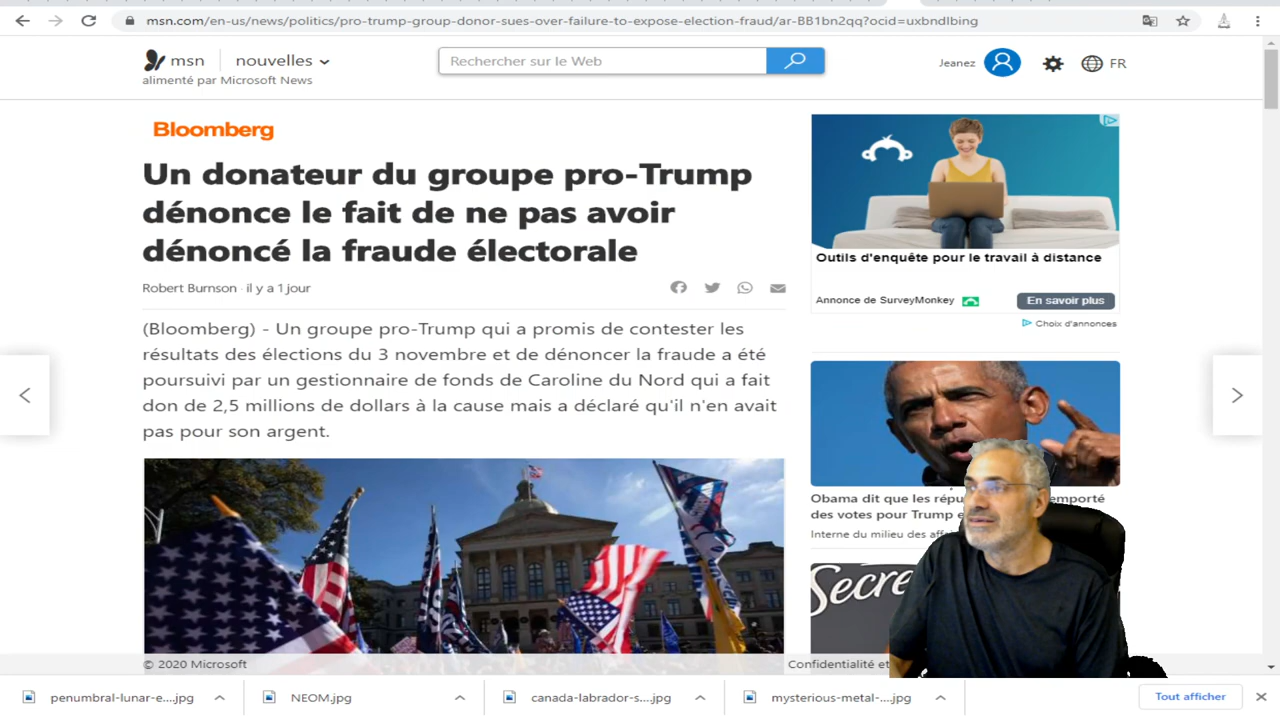 msn.com/en-us/news/politics/pro-trump-group-donor-sues-over-failure-to-expose-election-fraud/ar-BB1bn2qq?ocid=uxbndlbing
msn nouvelles
alimenté par Microsoft News
Rechercher sur le Web
Jeanez
FR
Bloomberg
Un donateur du groupe pro-Trump
dénonce le fait de ne pas avoir
dénoncé la fraude électorale
Robert Burnson · il y a 1 jour
(Bloomberg) - Un groupe pro-Trump qui a promis de contester les
résultats des élections du 3 novembre et de dénoncer la fraude a été
poursuivi par un gestionnaire de fonds de Caroline du Nord qui a fait
don de 2,5 millions de dollars à la cause mais a déclaré qu'il n'en avait
pas pour son argent.
Outils d'enquête pour le travail à distance
Annonce de SurveyMonkey
En savoir plus
Choix d'annonces
Obama dit que les emporté
des votes pour Trump
Interne du milieu des
Secre
© 2020 Microsoft
Confidentialité et
penumbral-lunar-e....jpg
NEOM.jpg
canada-labrador-s....jpg
mysterious-metal-....jpg
Tout afficher